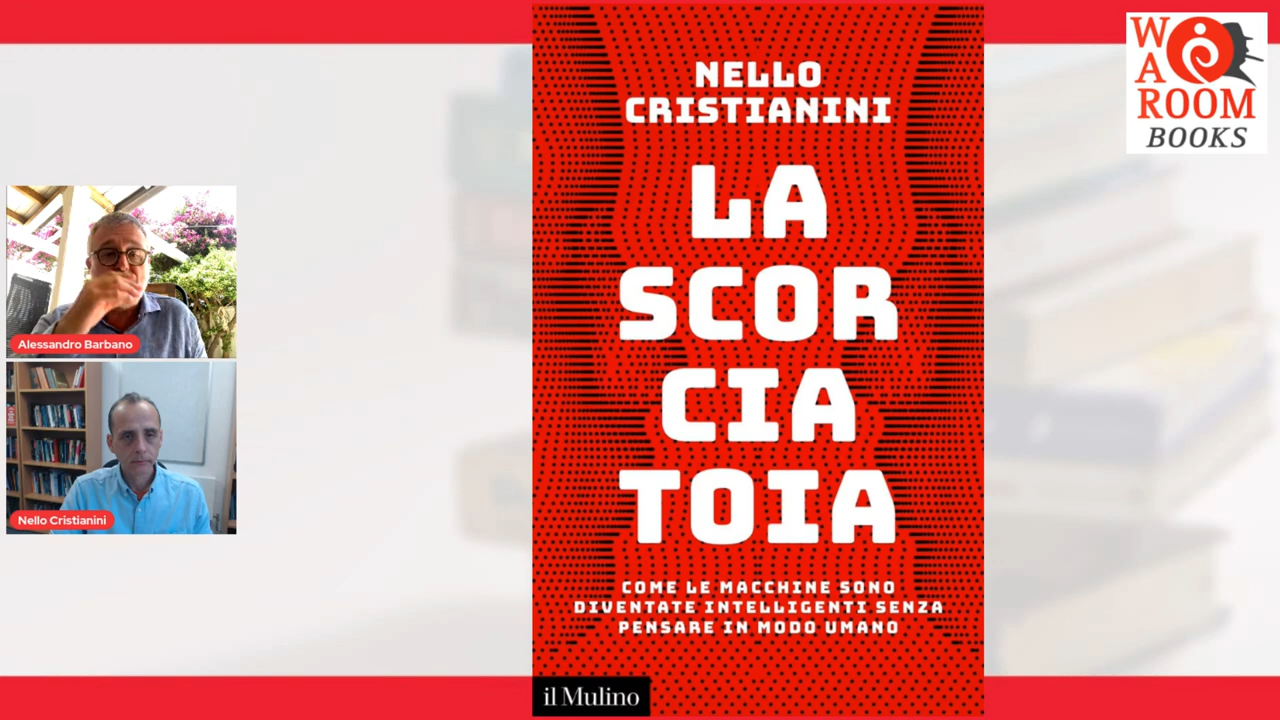 NELLO
CRISTIANINI
LA
SCOR
CIA
TOIA
COME LE MACCHINE SONO
DIVENTATE INTELLIGENTI SENZA
PENSARE IN MODO UMANO
il Mulino
WAR
ROOM
BOOKS
Alessandro Barbano
Nello Cristianini